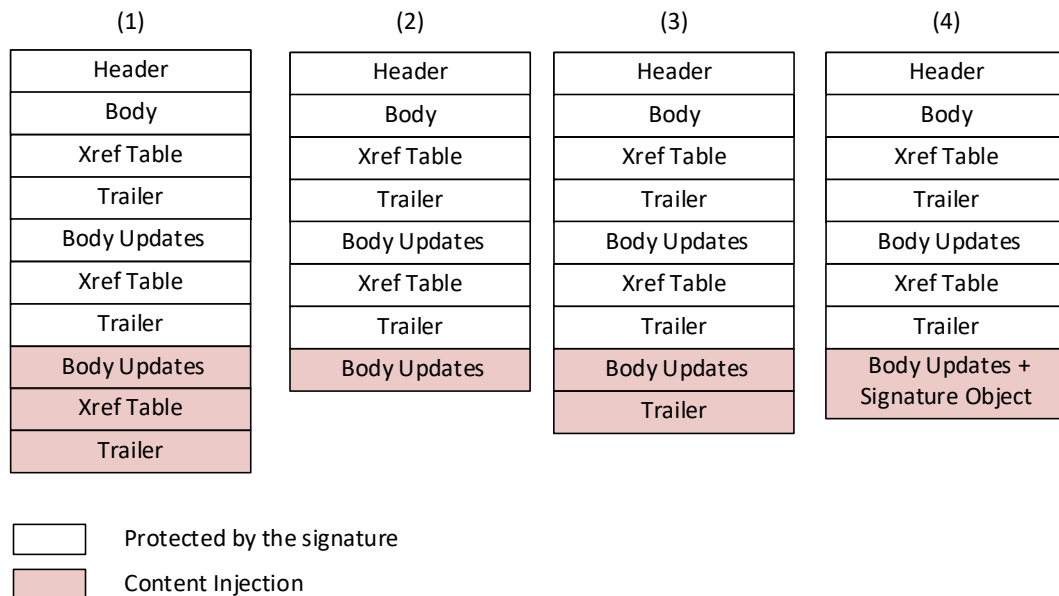 (1)
Header
Body
Xref Table
Trailer
Body Updates
Xref Table
Trailer
Body Updates
Xref Table
Trailer
(2)
Header
Body
Xref Table
Trailer
Body Updates
Xref Table
Trailer
Body Updates
(3)
Header
Body
Xref Table
Trailer
Body Updates
Xref Table
Trailer
Body Updates
Trailer
(4)
Header
Body
Xref Table
Trailer
Body Updates
Xref Table
Trailer
Body Updates +
Signature Object
Protected by the signature
Content Injection